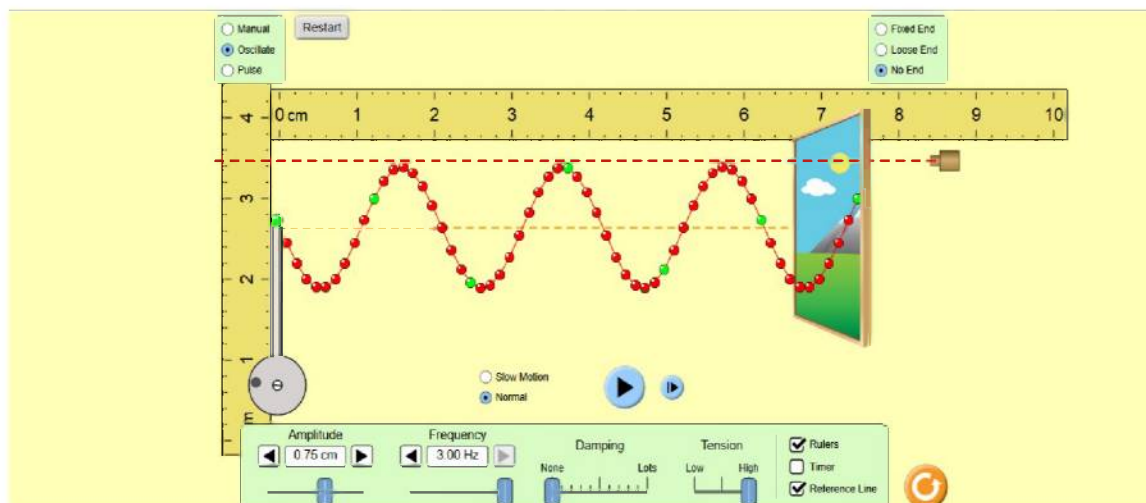 Manual
Oscillate
Pulse
Restart
Fixed End
Loose End
No End
0 cm 1 2 3 4 5 6 7 8 9 10
4
3
2
1
m
Slow Motion
Normal
Amplitude
0.75 cm
Frequency
3.00 Hz
Damping
None
Lots
Tension
Low
High
Rulers
Timer
Reference Line